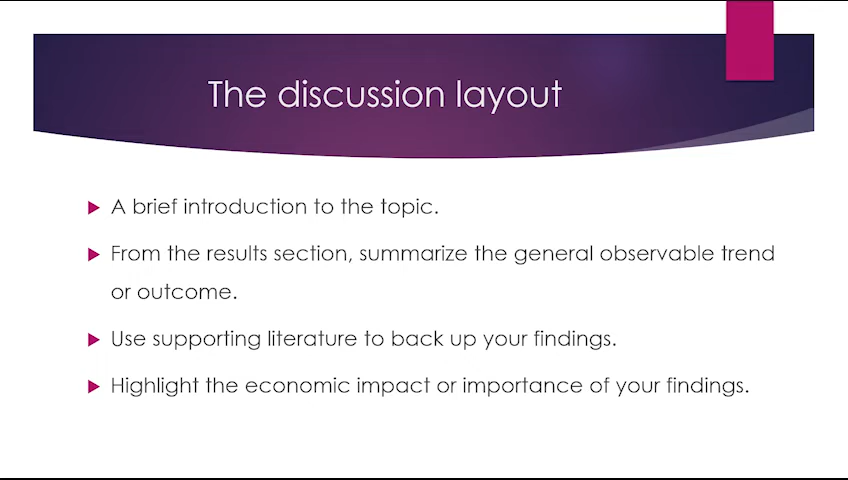 The discussion layout
A brief introduction to the topic.
From the results section, summarize the general observable trend
or outcome.
Use supporting literature to back up your findings.
Highlight the economic impact or importance of your findings.